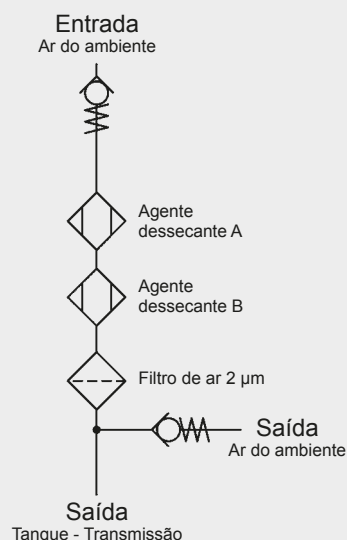 Entrada
Ar do ambiente
Agente
dessecante A
Agente
dessecante B
Filtro de ar 2 µm
Saída
Ar do ambiente
Saída
Tanque - Transmissão